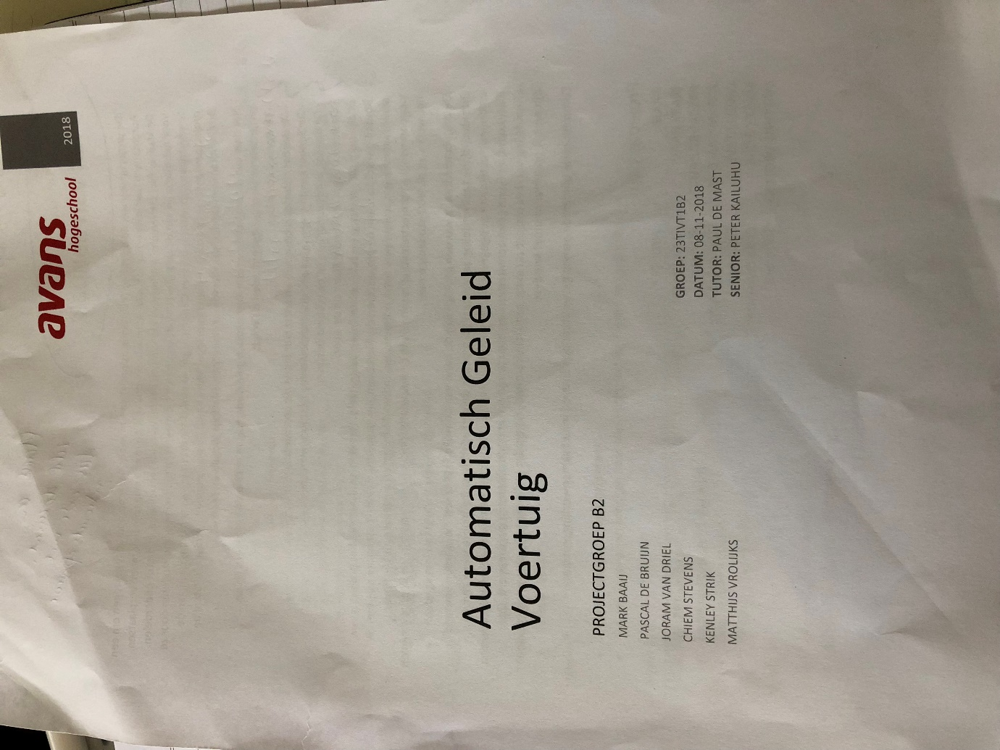 avans
hogeschool
2018
Automatisch Geleid
Voertuig
PROJECTGROEP B2
MARK BAAIJ
PASCAL DE BRUIJN
JORAM VAN DRIEL
CHIEM STEVENS
KENLEY STRIK
MATTHIJS VROLIJKS
GROEP: 23TIVT1B2
DATUM: 08-11-2018
TUTOR: PAUL DE MAST
SENIOR: PETER KAILUHU